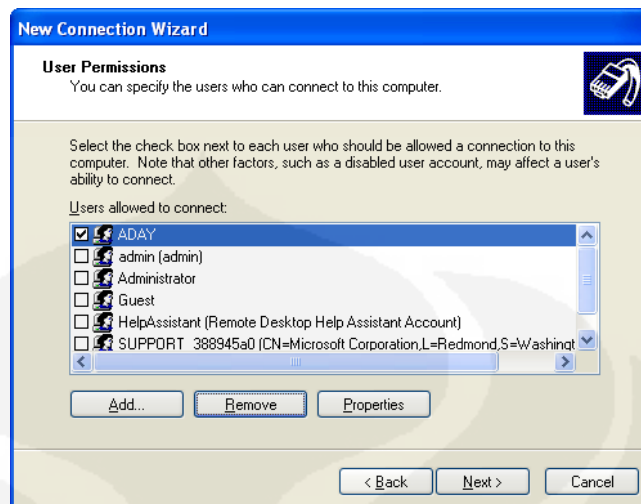 New Connection Wizard
User Permissions
You can specify the users who can connect to this computer.
Select the check box next to each user who should be allowed a connection to this
computer. Note that other factors, such as a disabled user account, may affect a user's
ability to connect.
Users allowed to connect:
ADAY
admin (admin)
Administrator
Guest
HelpAssistant (Remote Desktop Help Assistant Account)
SUPPORT_388945a0 (CN=Microsoft Corporation,L=Redmond,S=Washingt
Add... Remove Properties
< Back Next > Cancel